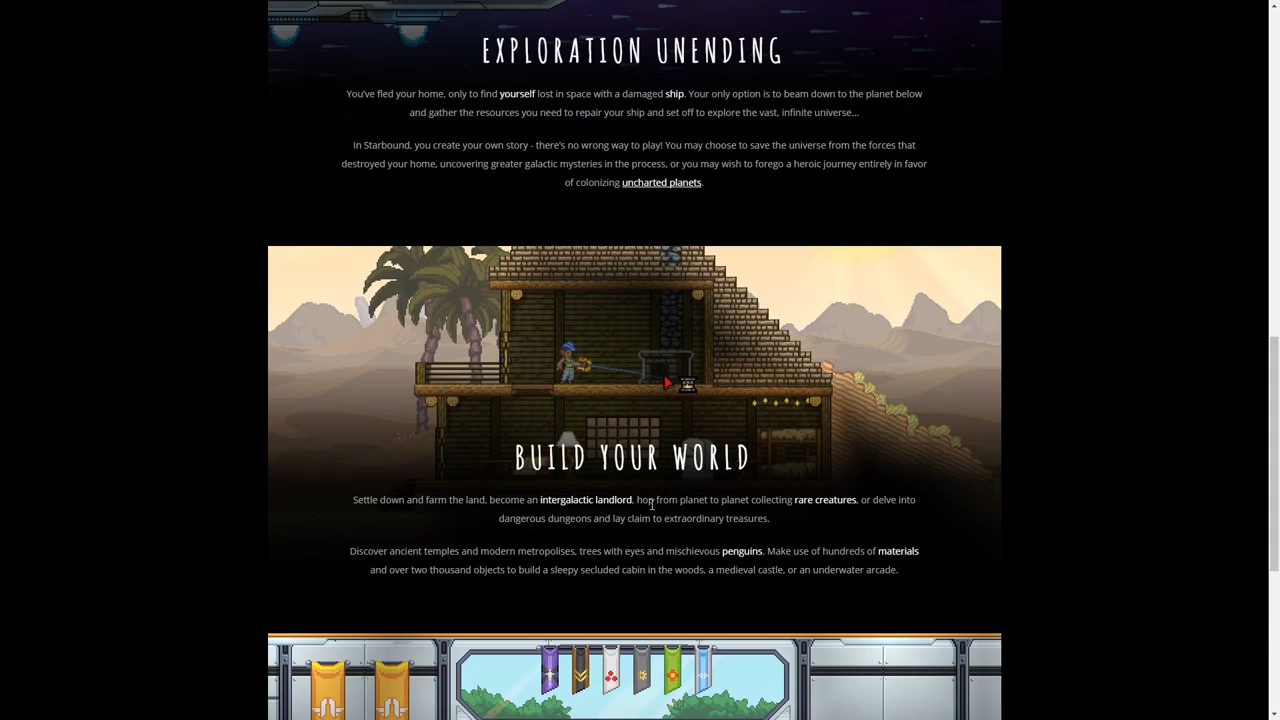 EXPLORATION UNENDING
You've fled your home, only to find yourself lost in space with a damaged ship. Your only option is to beam down to the planet below
and gather the resources you need to repair your ship and set off to explore the vast, infinite universe...
In Starbound, you create your own story - there's no wrong way to play! You may choose to save the universe from the forces that
destroyed your home, uncovering greater galactic mysteries in the process, or you may wish to forego a heroic journey entirely in favor
of colonizing uncharted planets.
BUILD YOUR WORLD
Settle down and farm the land, become an intergalactic landlord, hop from planet to planet collecting rare creatures, or delve into
dangerous dungeons and lay claim to extraordinary treasures.
Discover ancient temples and modern metropolises, trees with eyes and mischievous penguins. Make use of hundreds of materials
and over two thousand objects to build a sleepy secluded cabin in the woods, a medieval castle, or an underwater arcade.